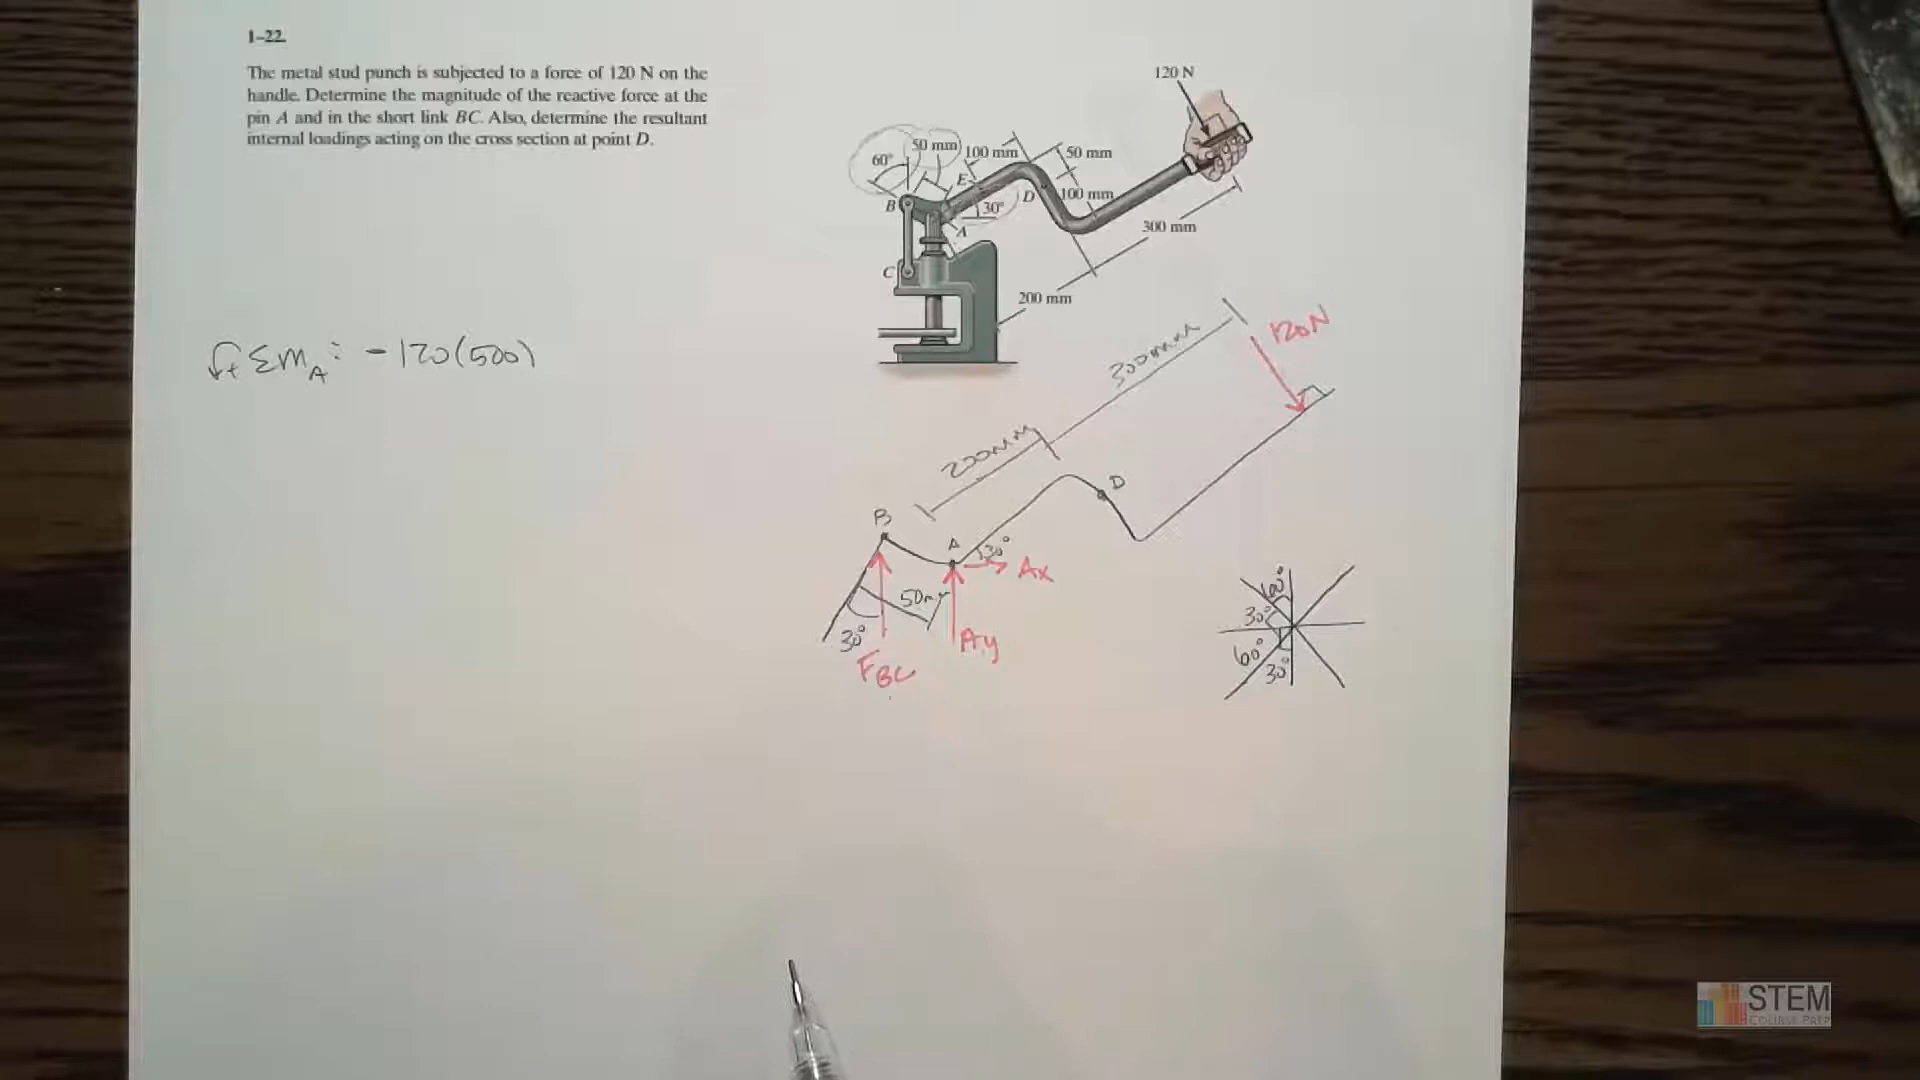 1–22.
The metal stud punch is subjected to a force of 120 N on the
handle. Determine the magnitude of the reactive force at the
pin A and in the short link BC. Also, determine the resultant
internal loadings acting on the cross section at point D.
120 N
60°
50 mm
100 mm
50 mm
E
B
30°
D
100 mm
A
300 mm
C
200 mm
↶+ ΣM_A: -120(500)
300mm
120N
200mm
D
B
A
30°
Ax
50mm
30°
Ay
FBC
60°
30°
60°
30°
STEM
COURSE PREP